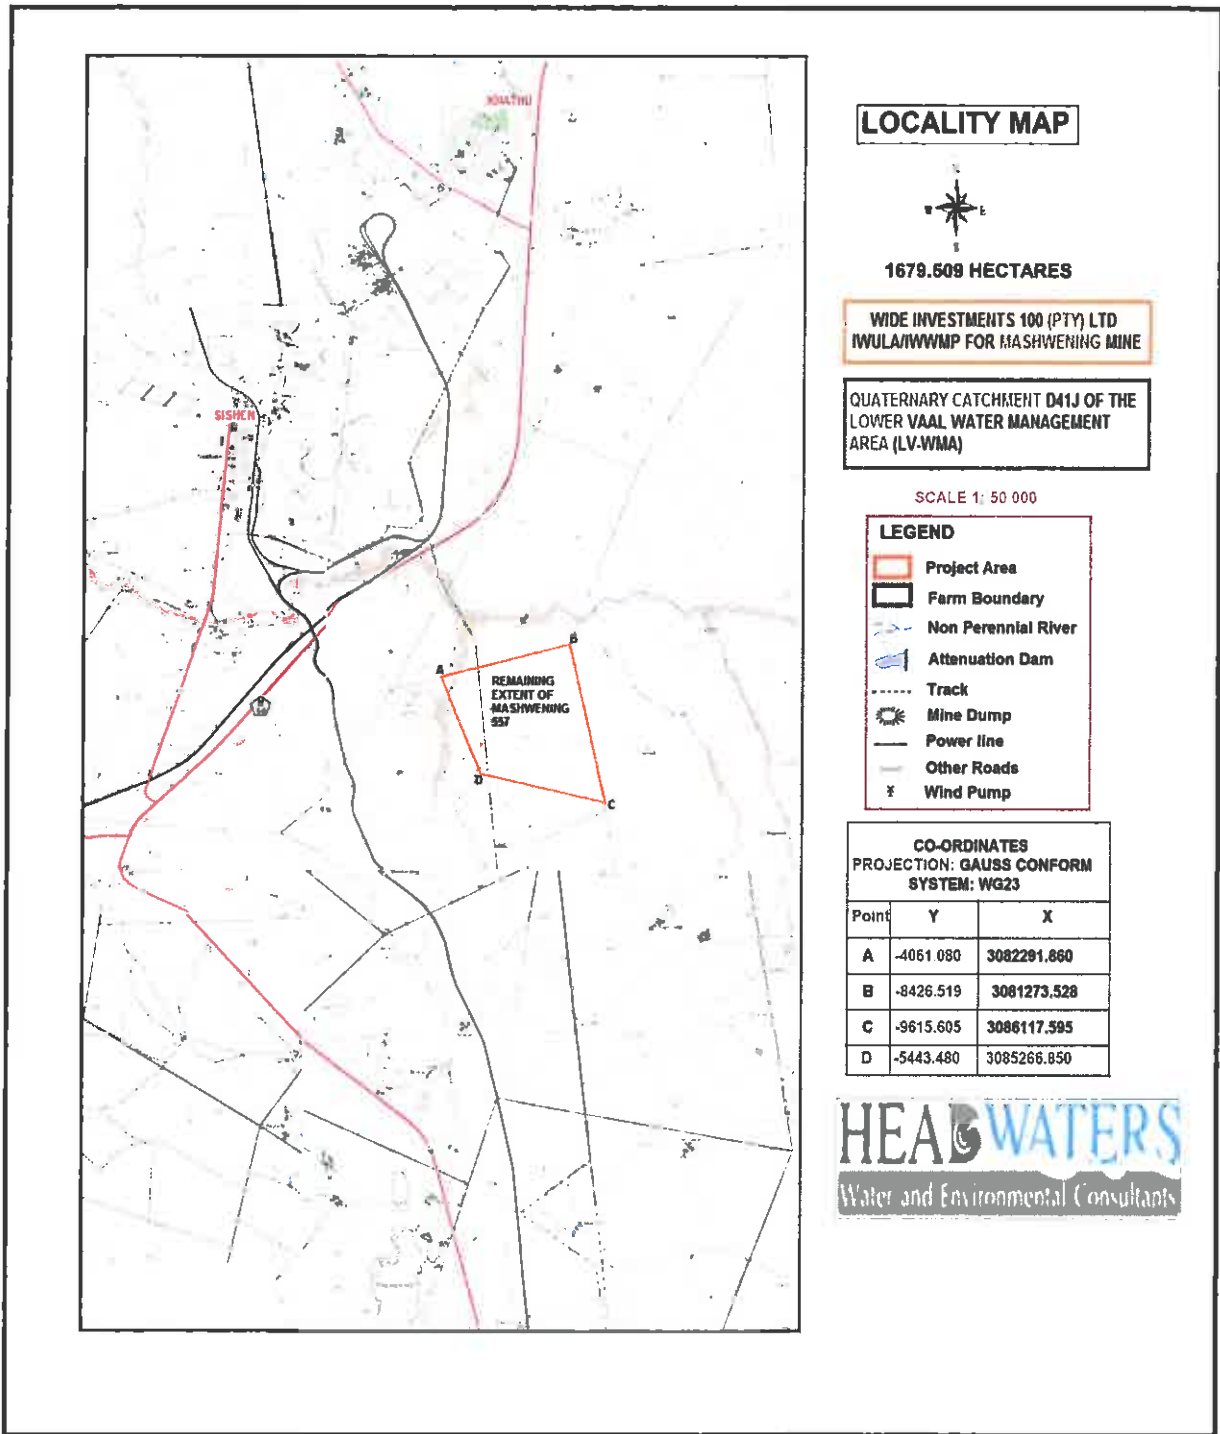 LOCALITY MAP
W
E
S
1679.509 HECTARES
WIDE INVESTMENTS 100 (PTY) LTD
IWULA/IWWMP FOR MASHWENING MINE
QUATERNARY CATCHMENT D41J OF THE
LOWER VAAL WATER MANAGEMENT
AREA (LV-WMA)
SCALE 1: 50 000
LEGEND
Project Area
Farm Boundary
Non Perennial River
Attenuation Dam
Track
Mine Dump
Power line
Other Roads
Wind Pump
CO-ORDINATES
PROJECTION: GAUSS CONFORM
SYSTEM: WG23
Point Y X
A -4061.080 3082291.860
B -8426.519 3081273.528
C -9615.605 3086117.595
D -5443.480 3085266.850
HEADWATERS
Water and Environmental Consultants
SISHEN
A
B
REMAINING
EXTENT OF
MASHWENING
557
D
C